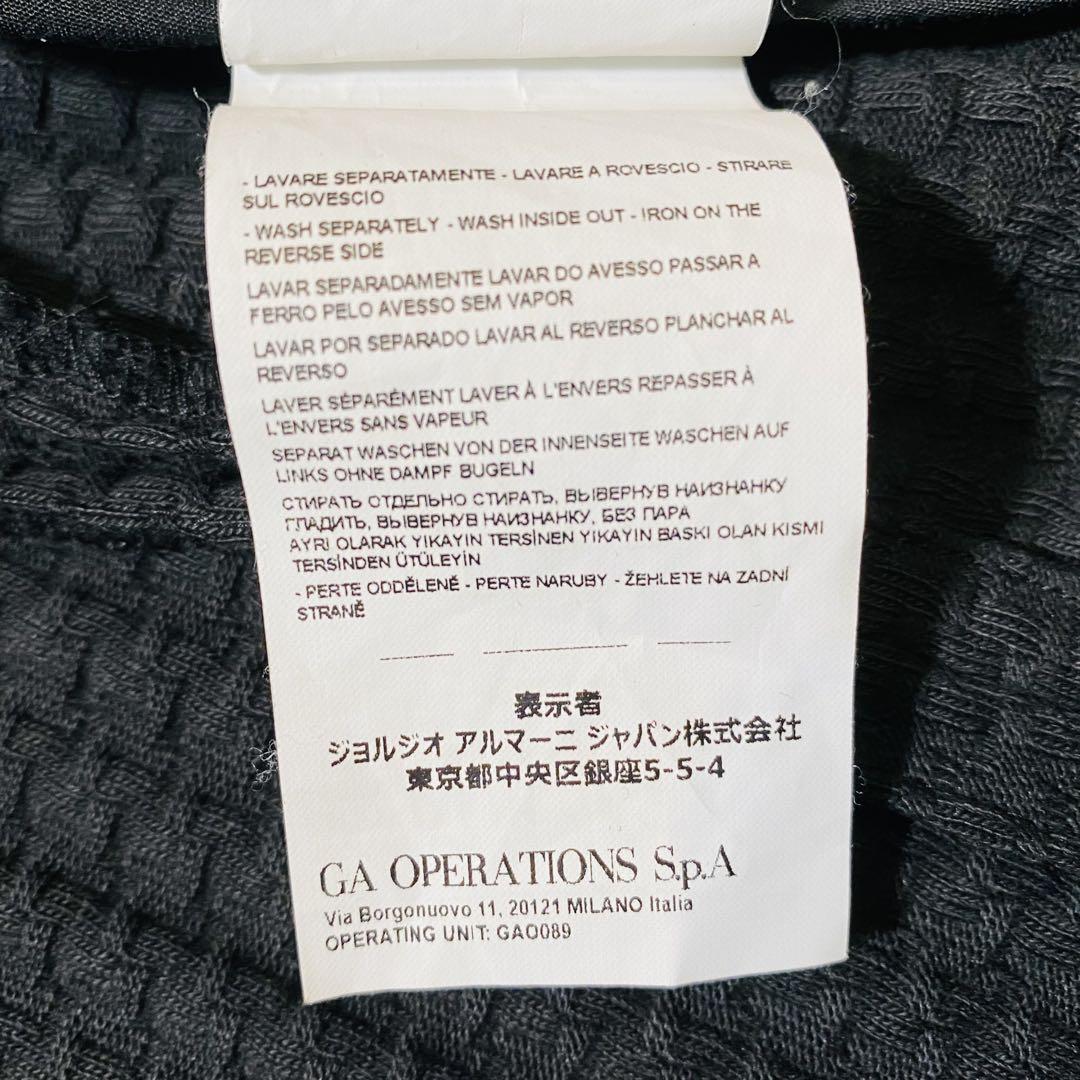 - LAVARE SEPARATAMENTE - LAVARE A ROVESCIO - STIRARE
SUL ROVESCIO
- WASH SEPARATELY - WASH INSIDE OUT - IRON ON THE
REVERSE SIDE
LAVAR SEPARADAMENTE LAVAR DO AVESSO PASSAR A
FERRO PELO AVESSO SEM VAPOR
LAVAR POR SEPARADO LAVAR AL REVERSO PLANCHAR AL
REVERSO
LAVER SÉPARÉMENT LAVER À L'ENVERS REPASSER À
L'ENVERS SANS VAPEUR
SEPARAT WASCHEN VON DER INNENSEITE WASCHEN AUF
LINKS OHNE DAMPF BUGELN
СТИРАТЬ ОТДЕЛЬНО СТИРАТЬ, ВЫВЕРНУВ НАИЗНАНКУ
ГЛАДИТЬ, ВЫВЕРНУВ НАИЗНАНКУ, БЕЗ ПАРА
AYRI OLARAK YIKAYIN TERSİNEN YIKAYIN BASKI OLAN KISMI
TERSİNDEN ÜTÜLEYİN
- PERTE ODDĚLENĚ - PERTE NARUBY - ŽEHLETE NA ZADNÍ
STRANĚ
表示者
ジョルジオ アルマーニ ジャパン株式会社
東京都中央区銀座5-5-4
GA OPERATIONS S.p.A
Via Borgonuovo 11, 20121 MILANO Italia
OPERATING UNIT: GAO089